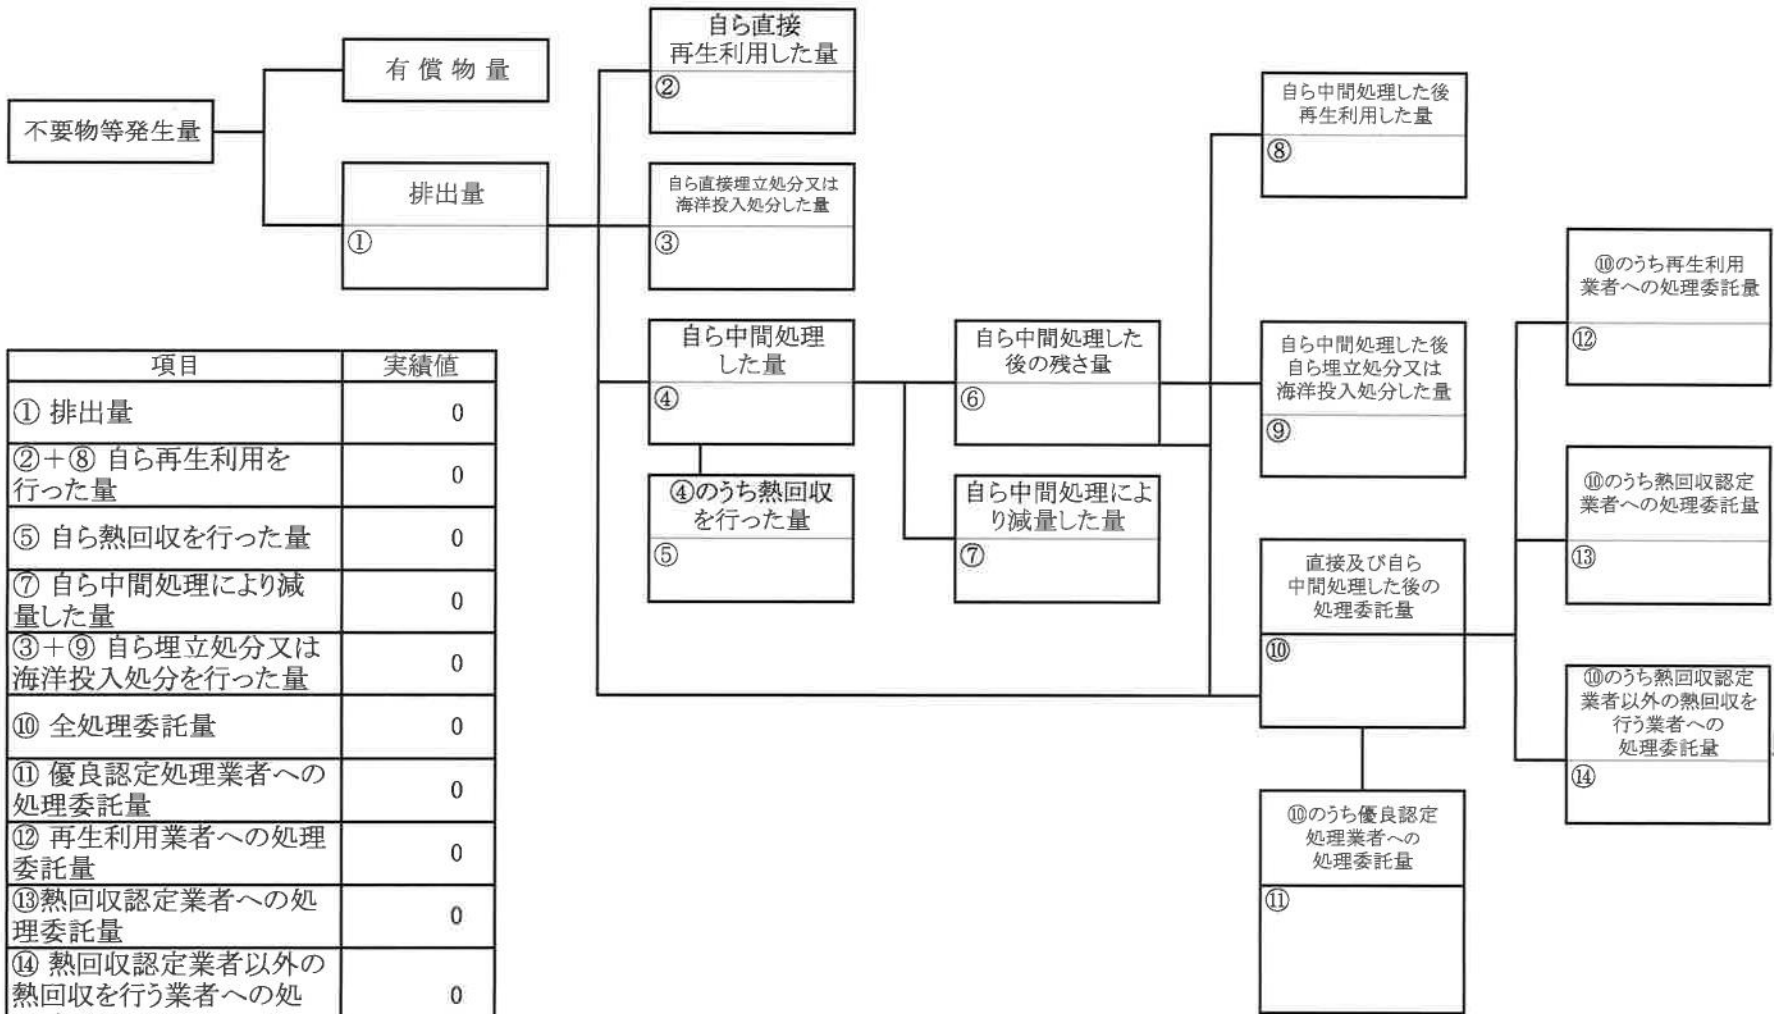 不要物等発生量
有償物量
排出量
①
自ら直接
再生利用した量
②
自ら直接埋立処分又は
海洋投入処分した量
③
自ら中間処理
した量
④
④のうち熱回収
を行った量
⑤
自ら中間処理した
後の残さ量
⑥
自ら中間処理によ
り減量した量
⑦
自ら中間処理した後
再生利用した量
⑧
自ら中間処理した後
自ら埋立処分又は
海洋投入処分した量
⑨
直接及び自ら
中間処理した後の
処理委託量
⑩
⑩のうち優良認定
処理業者への
処理委託量
⑪
⑩のうち再生利用
業者への処理委託量
⑫
⑩のうち熱回収認定
業者への処理委託量
⑬
⑩のうち熱回収認定
業者以外の熱回収を
行う業者への
処理委託量
⑭
項目 実績値
① 排出量 0
②+⑧ 自ら再生利用を
行った量 0
⑤ 自ら熱回収を行った量 0
⑦ 自ら中間処理により減
量した量 0
③+⑨ 自ら埋立処分又は
海洋投入処分を行った量 0
⑩ 全処理委託量 0
⑪ 優良認定処理業者への
処理委託量 0
⑫ 再生利用業者への処理
委託量 0
⑬熱回収認定業者への処
理委託量 0
⑭ 熱回収認定業者以外の
熱回収を行う業者への処 0